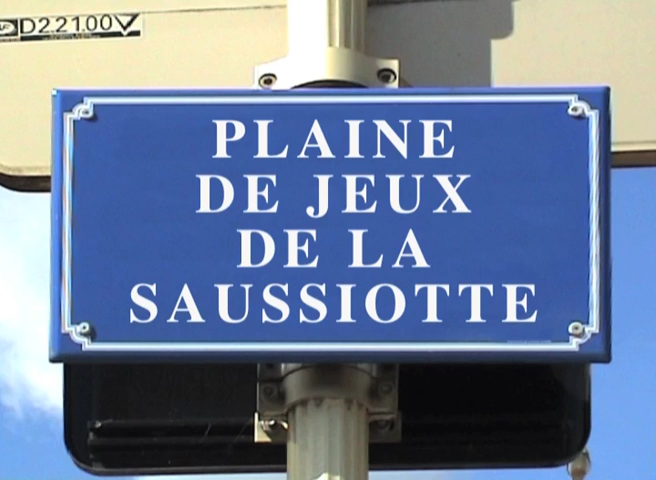 D22100
PLAINE
DE JEUX
DE LA
SAUSSIOTTE